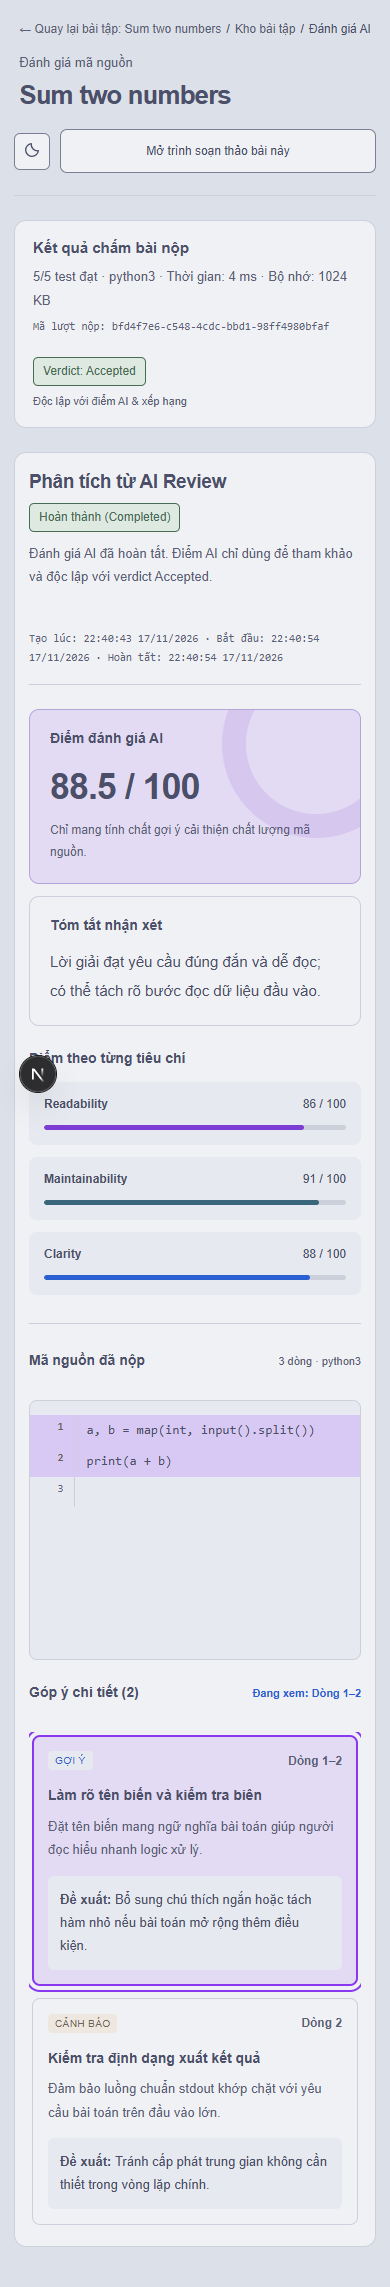 ← Quay lại bài tập: Sum two numbers / Kho bài tập / Đánh giá AI
Đánh giá mã nguồn
Sum two numbers
Mở trình soạn thảo bài này
Kết quả chấm bài nộp
5/5 test đạt · python3 · Thời gian: 4 ms · Bộ nhớ: 1024
KB
Mã lượt nộp: bfd4f7e6-c548-4cdc-bbd1-98ff4980bfaf
Verdict: Accepted
Độc lập với điểm AI & xếp hạng
Phân tích từ AI Review
Hoàn thành (Completed)
Đánh giá AI đã hoàn tất. Điểm AI chỉ dùng để tham khảo
và độc lập với verdict Accepted.
Tạo lúc: 22:40:43 17/11/2026 · Bắt đầu: 22:40:54
17/11/2026 · Hoàn tất: 22:40:54 17/11/2026
Điểm đánh giá AI
88.5 / 100
Chỉ mang tính chất gợi ý cải thiện chất lượng mã
nguồn.
Tóm tắt nhận xét
Lời giải đạt yêu cầu đúng đắn và dễ đọc;
có thể tách rõ bước đọc dữ liệu đầu vào.
Điểm theo từng tiêu chí
N
Readability 86 / 100
Maintainability 91 / 100
Clarity 88 / 100
Mã nguồn đã nộp 3 dòng · python3
1 a, b = map(int, input().split())
2 print(a + b)
3
Góp ý chi tiết (2) Đang xem: Dòng 1–2
GỢI Ý Dòng 1–2
Làm rõ tên biến và kiểm tra biên
Đặt tên biến mang ngữ nghĩa bài toán giúp người
đọc hiểu nhanh logic xử lý.
Đề xuất: Bổ sung chú thích ngắn hoặc tách
hàm nhỏ nếu bài toán mở rộng thêm điều
kiện.
CẢNH BÁO Dòng 2
Kiểm tra định dạng xuất kết quả
Đảm bảo luồng chuẩn stdout khớp chặt với yêu
cầu bài toán trên đầu vào lớn.
Đề xuất: Tránh cấp phát trung gian không cần
thiết trong vòng lặp chính.